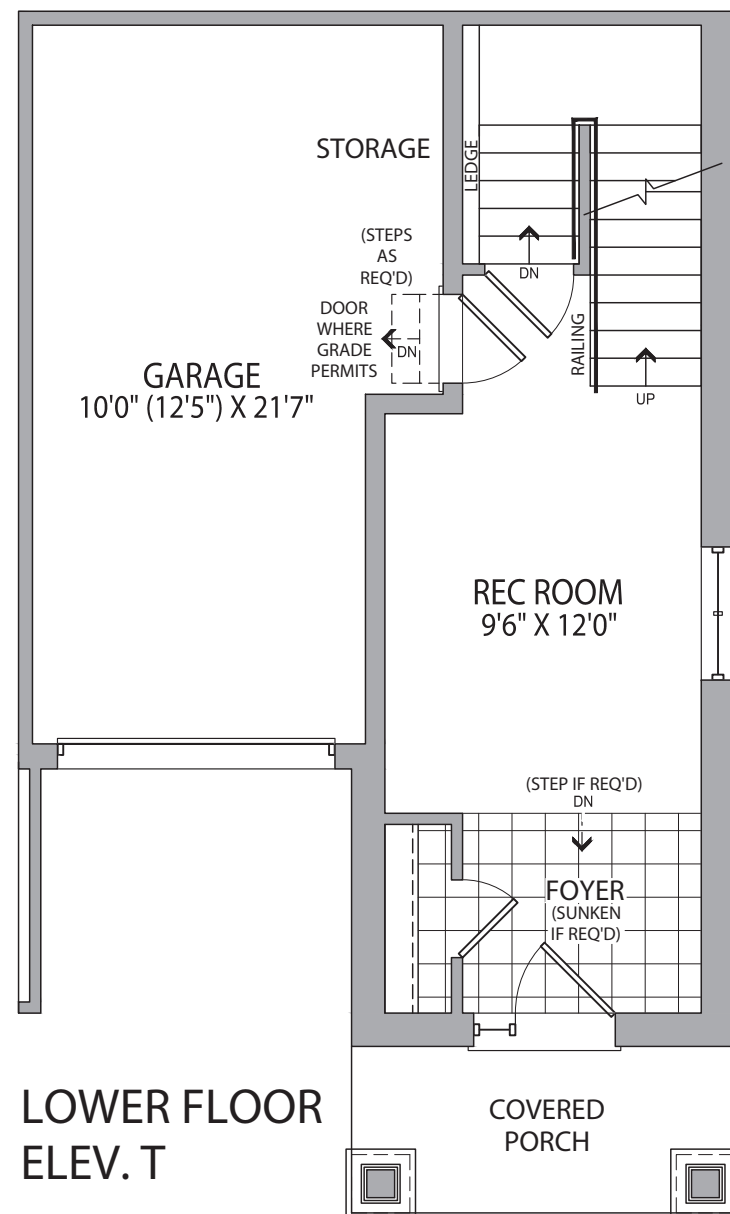 STORAGE
LEDGE
(STEPS
AS
REQ'D)
DN
DOOR
WHERE
GRADE
PERMITS
DN
RAILING
UP
GARAGE
10'0" (12'5") X 21'7"
REC ROOM
9'6" X 12'0"
(STEP IF REQ'D)
DN
FOYER
(SUNKEN
IF REQ'D)
LOWER FLOOR
ELEV. T
COVERED
PORCH